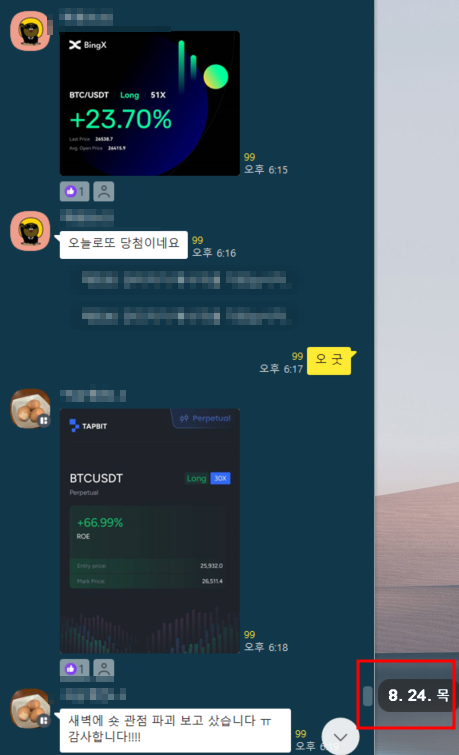 BingX
BTC/USDT Long 51X
+23.70%
Last Price 26538.7
Avg. Open Price 26415.9
99
오후 6:15
1
오늘로또 당첨이네요
99
오후 6:16
99
오후 6:17
오 굿
Perpetual
TAPBIT
BTCUSDT
Long 30X
Perpetual
+66.99%
ROE
Entry price 25,932.0
Mark Price 26,511.4
99
오후 6:18
1
8. 24. 목
새벽에 숏 관점 파괴 보고 샀습니다 ㅠ
감사합니다!!!!
99
오후 6:19